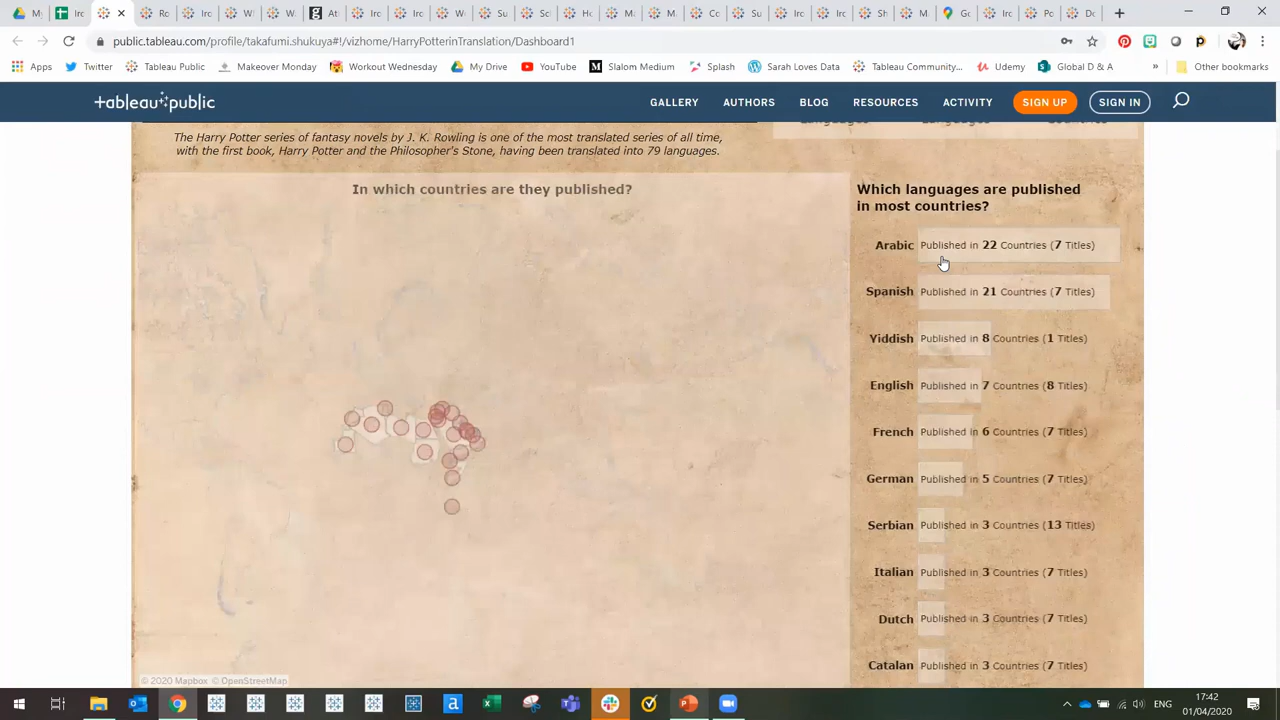 public.tableau.com/profile/takafumi.shukuya#!/vizhome/HarryPotterinTranslation/Dashboard1
Apps Twitter Tableau Public Makeover Monday Workout Wednesday My Drive YouTube Slalom Medium Splash Sarah Loves Data Tableau Community... Udemy Global D & A » Other bookmarks
+ableau+public GALLERY AUTHORS BLOG RESOURCES ACTIVITY SIGN UP SIGN IN
The Harry Potter series of fantasy novels by J. K. Rowling is one of the most translated series of all time,
with the first book, Harry Potter and the Philosopher's Stone, having been translated into 79 languages.
In which countries are they published?
Which languages are published
in most countries?
Arabic Published in 22 Countries (7 Titles)
Spanish Published in 21 Countries (7 Titles)
Yiddish Published in 8 Countries (1 Titles)
English Published in 7 Countries (8 Titles)
French Published in 6 Countries (7 Titles)
German Published in 5 Countries (7 Titles)
Serbian Published in 3 Countries (13 Titles)
Italian Published in 3 Countries (7 Titles)
Dutch Published in 3 Countries (7 Titles)
Catalan Published in 3 Countries (7 Titles)
© 2020 Mapbox © OpenStreetMap
ENG
17:42
01/04/2020